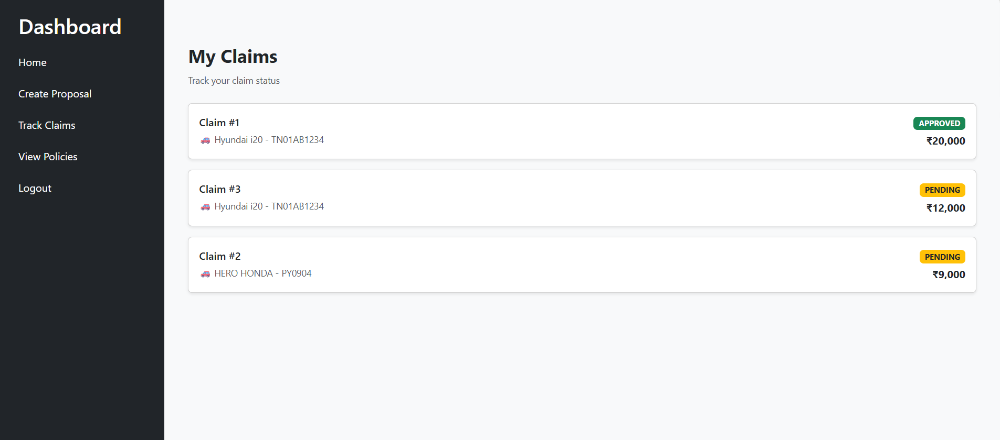 Dashboard
Home
Create Proposal
Track Claims
View Policies
Logout
My Claims
Track your claim status
Claim #1
Hyundai i20 - TN01AB1234
APPROVED
₹20,000
Claim #3
Hyundai i20 - TN01AB1234
PENDING
₹12,000
Claim #2
HERO HONDA - PY0904
PENDING
₹9,000